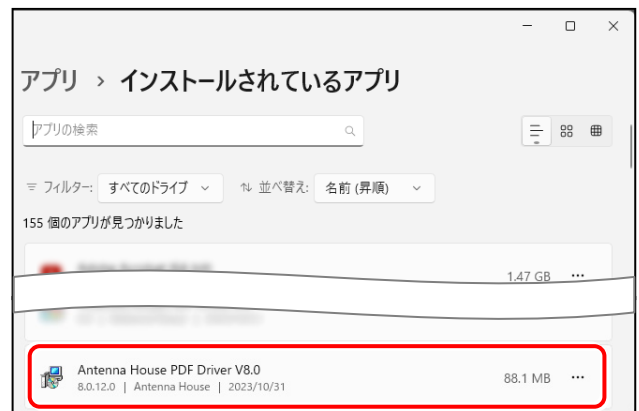 アプリ › インストールされているアプリ
アプリの検索
フィルター: すべてのドライブ 並べ替え: 名前 (昇順)
155 個のアプリが見つかりました
1.47 GB
Antenna House PDF Driver V8.0
8.0.12.0 | Antenna House | 2023/10/31
88.1 MB